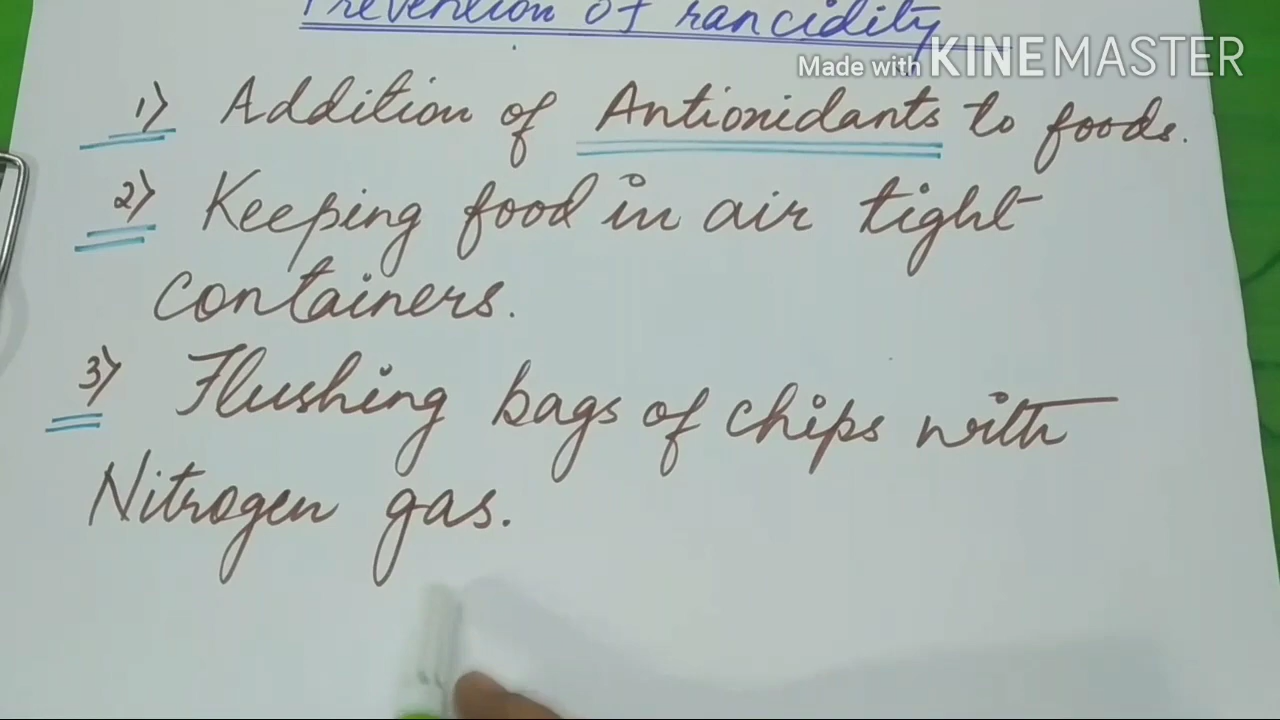 Prevention of rancidity
Made with KINEMASTER
1) Addition of Antioxidants to foods.
2) Keeping food in air tight
containers.
3) Flushing bags of chips with
Nitrogen gas.